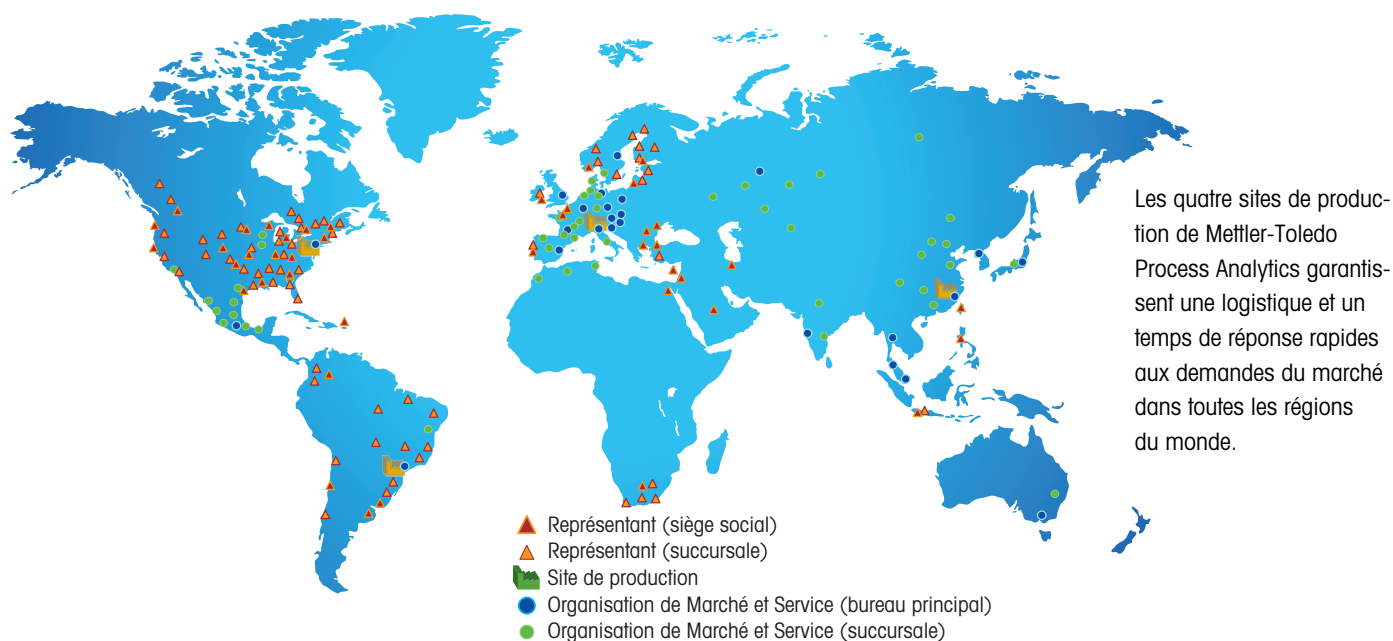 Les quatre sites de produc-
tion de Mettler-Toledo
Process Analytics garantis-
sent une logistique et un
temps de réponse rapides
aux demandes du marché
dans toutes les régions
du monde.
Représentant (siège social)
Représentant (succursale)
Site de production
Organisation de Marché et Service (bureau principal)
Organisation de Marché et Service (succursale)